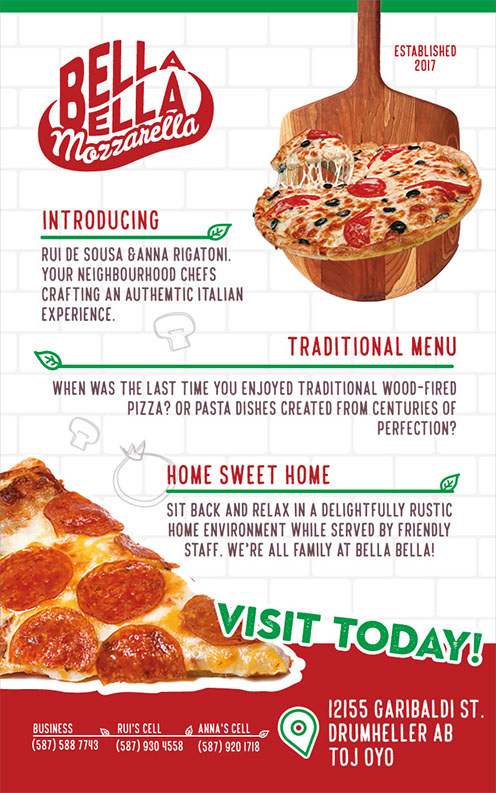 BELLA
BELLA
Mozzarella
ESTABLISHED
2017
INTRODUCING
RUI DE SOUSA &ANNA RIGATONI.
YOUR NEIGHBOURHOOD CHEFS
CRAFTING AN AUTHEMTIC ITALIAN
EXPERIENCE.
TRADITIONAL MENU
WHEN WAS THE LAST TIME YOU ENJOYED TRADITIONAL WOOD-FIRED
PIZZA? OR PASTA DISHES CREATED FROM CENTURIES OF
PERFECTION?
HOME SWEET HOME
SIT BACK AND RELAX IN A DELIGHTFULLY RUSTIC
HOME ENVIRONMENT WHILE SERVED BY FRIENDLY
STAFF. WE'RE ALL FAMILY AT BELLA BELLA!
VISIT TODAY!
BUSINESS
(587) 588 7743
RUI'S CELL
(587) 930 4558
ANNA'S CELL
(587) 920 1718
12155 GARIBALDI ST.
DRUMHELLER AB
TOJ OYO